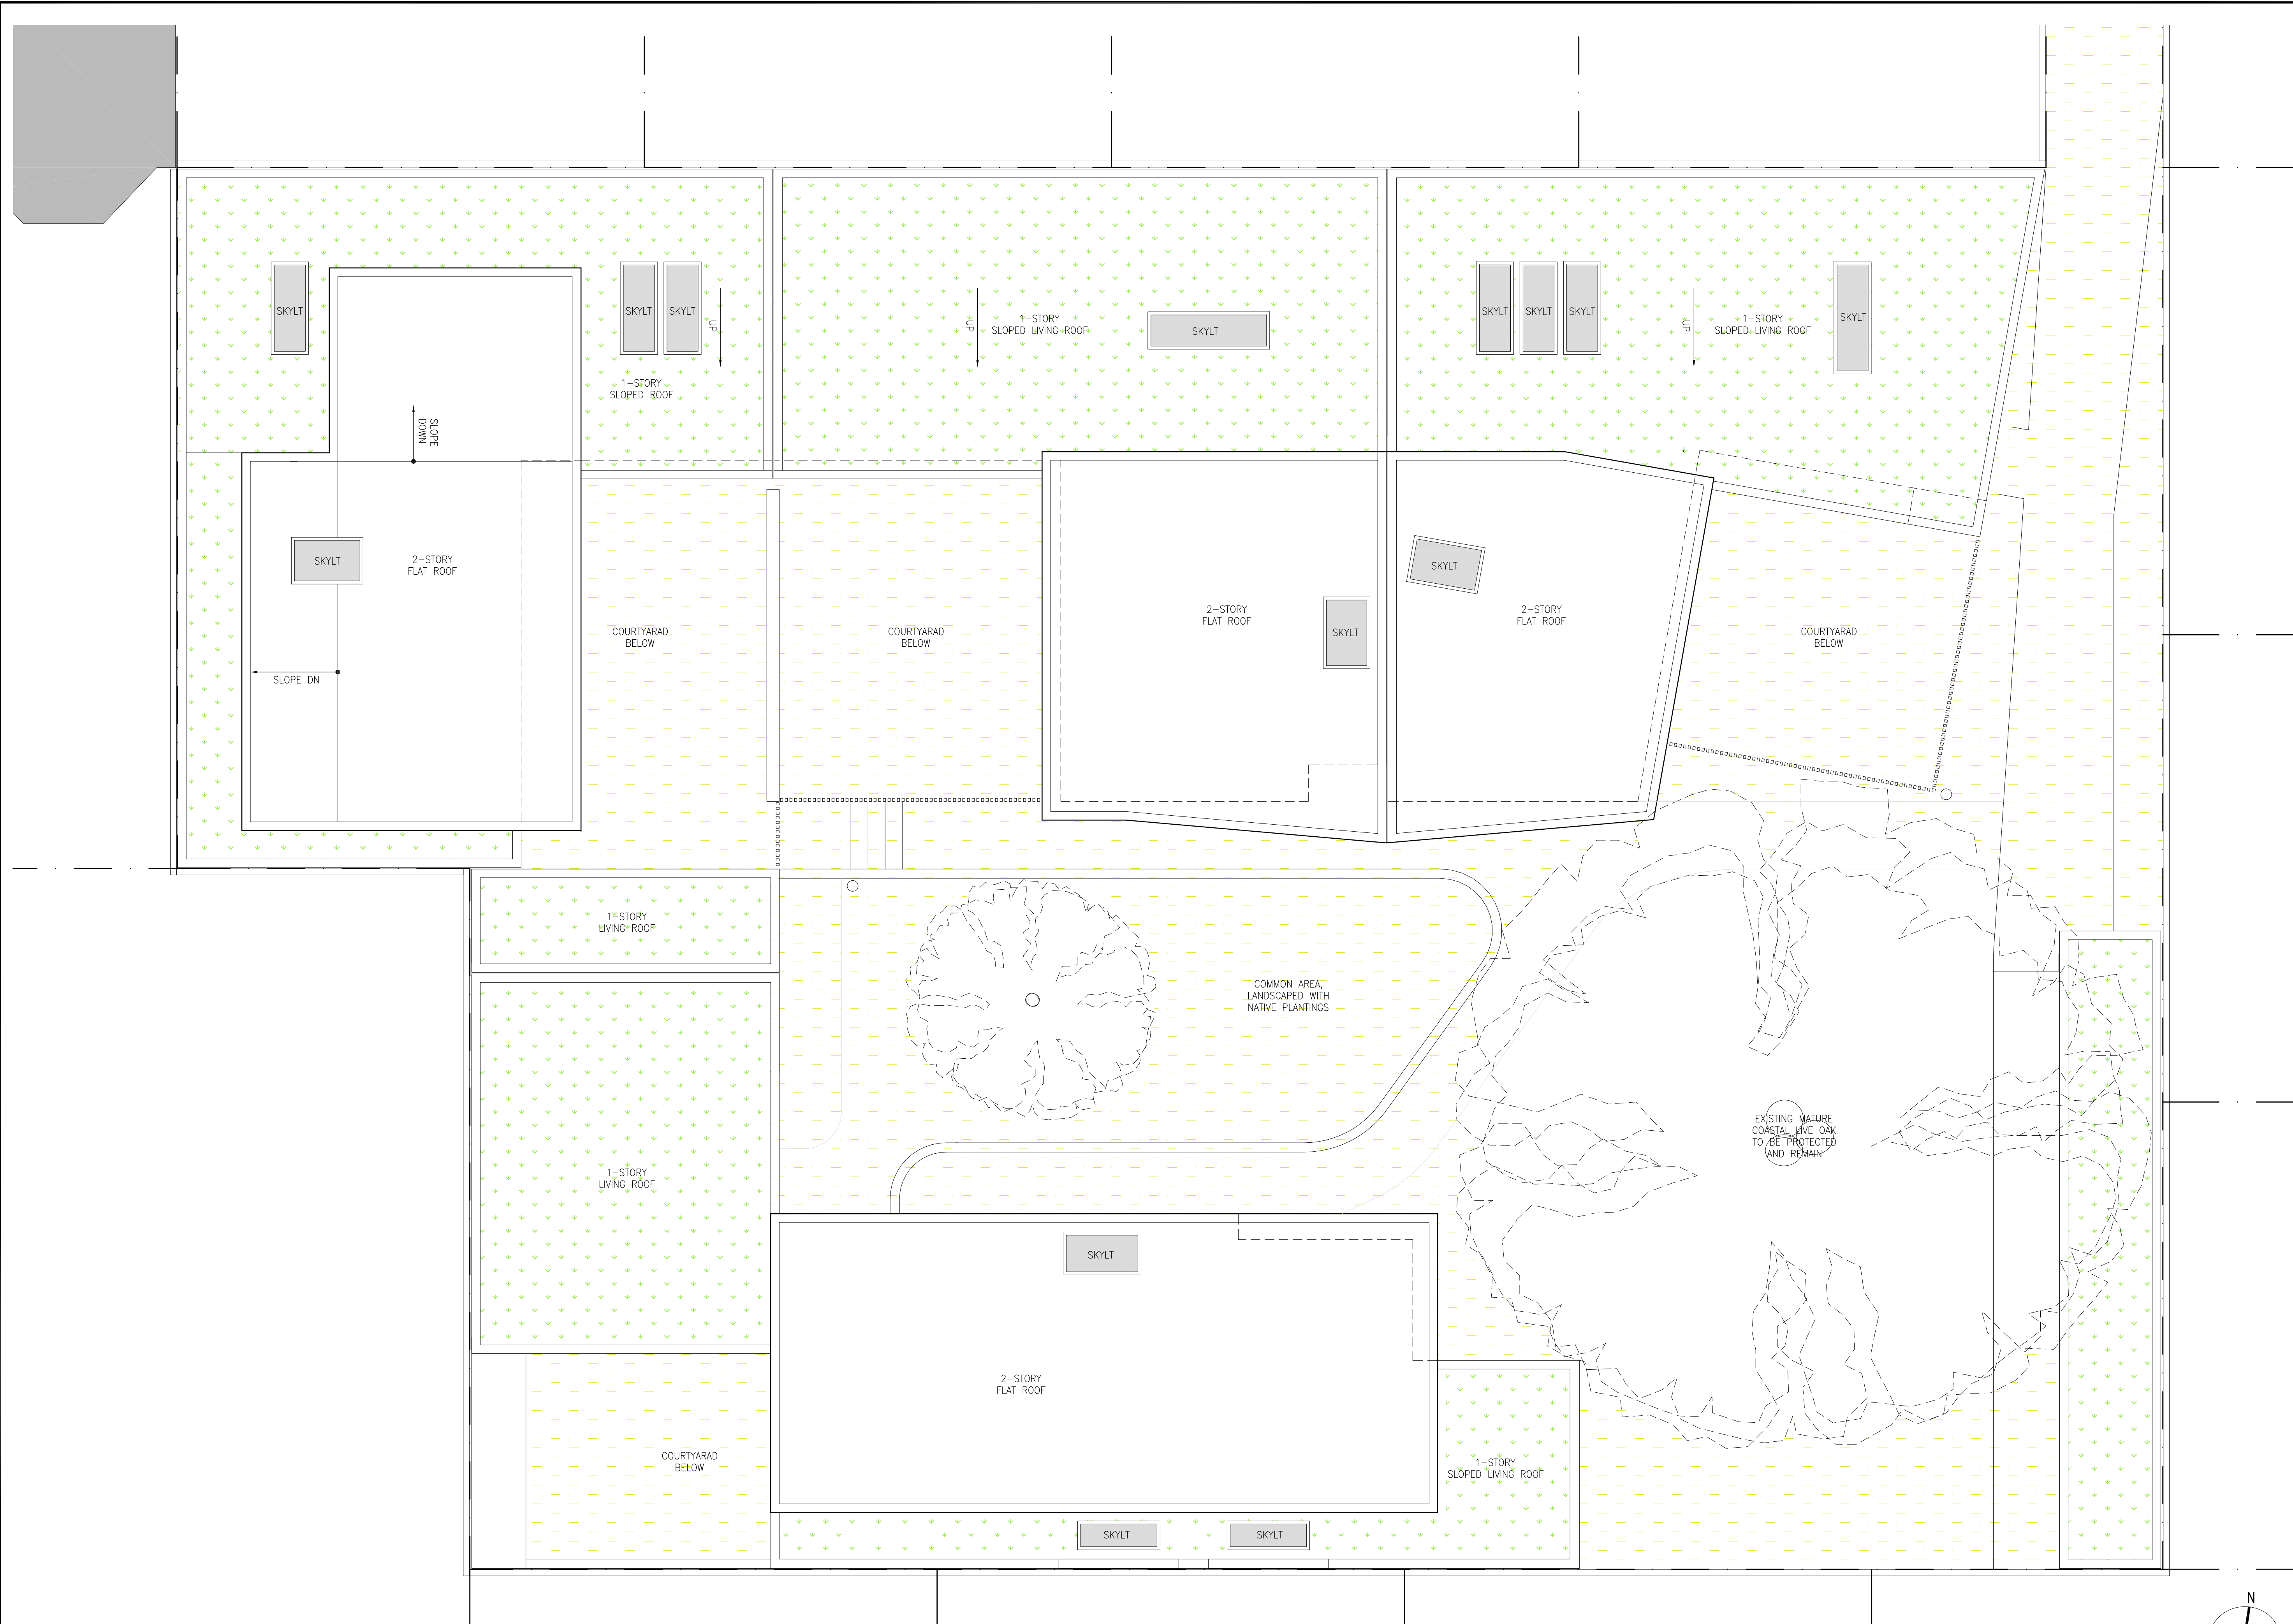 SKYLT
SKYLT
SKYLT
UP
1-STORY
SLOPED ROOF
UP
1-STORY
SLOPED LIVING ROOF
SKYLT
SKYLT
SKYLT
SKYLT
UP
1-STORY
SLOPED LIVING ROOF
SKYLT
SLOPE
DOWN
SKYLT
2-STORY
FLAT ROOF
SLOPE DN
COURTYARAD
BELOW
COURTYARAD
BELOW
2-STORY
FLAT ROOF
SKYLT
SKYLT
2-STORY
FLAT ROOF
COURTYARAD
BELOW
1-STORY
LIVING ROOF
COMMON AREA,
LANDSCAPED WITH
NATIVE PLANTINGS
EXISTING MATURE
COASTAL LIVE OAK
TO BE PROTECTED
AND REMAIN
1-STORY
LIVING ROOF
SKYLT
2-STORY
FLAT ROOF
COURTYARAD
BELOW
1-STORY
SLOPED LIVING ROOF
SKYLT
SKYLT
N